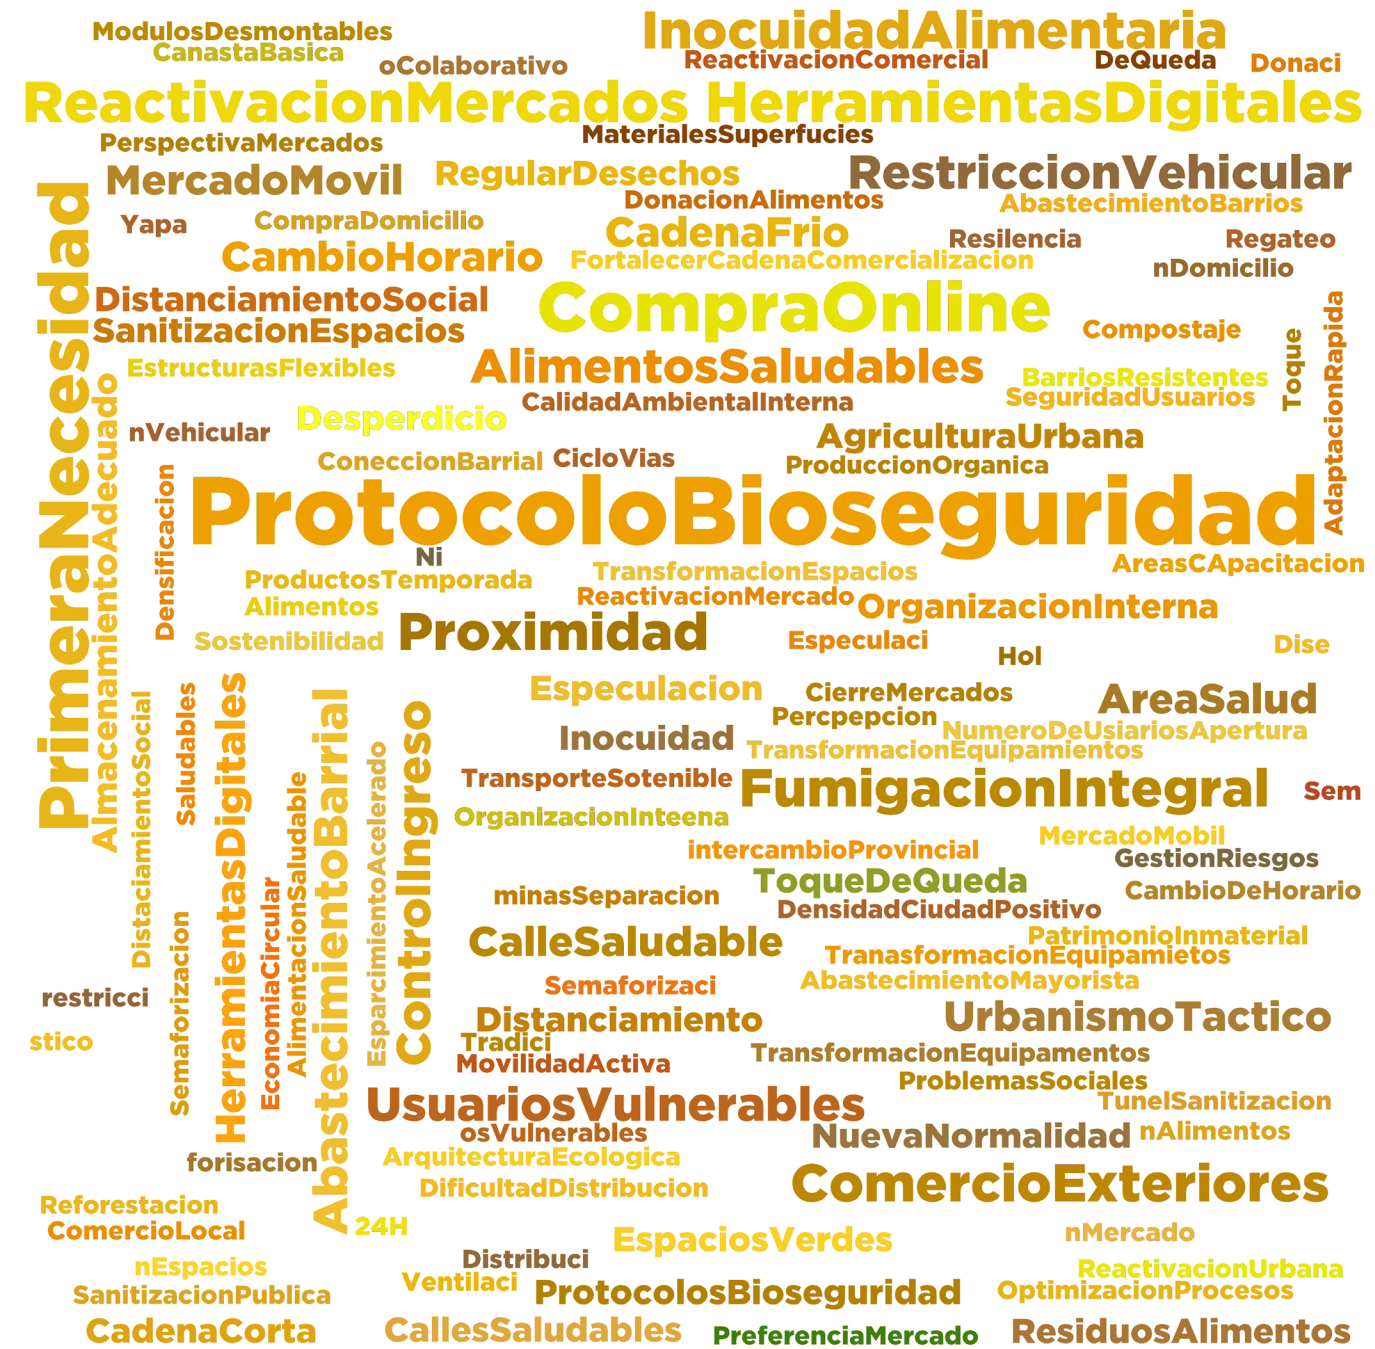 InocuidadAlimentaria
ModulosDesmontables
CanastaBasica
oColaborativo
ReactivacionComercial
DeQueda
Donaci
ReactivacionMercados HerramientasDigitales
PerspectivaMercados
MaterialesSuperfucies
MercadoMovil
RegularDesechos
RestriccionVehicular
DonacionAlimentos
AbastecimientoBarrios
Yapa
CompraDomicilio
CadenaFrio
Resilencia
Regateo
CambioHorario
FortalecerCadenaComercializacion
nDomicilio
DistanciamientoSocial
CompraOnline
SanitizacionEspacios
Compostaje
Toque
AdaptacionRapida
EstructurasFlexibles
AlimentosSaludables
BarriosResistentes
SeguridadUsuarios
CalidadAmbientalInterna
Desperdicio
nVehicular
AgriculturaUrbana
ConeccionBarrial
CicloVias
ProduccionOrganica
PrimeraNecesidad
AlmacenamientoAdecuado
Densificacion
ProtocoloBioseguridad
Ni
ProductosTemporada
TransformacionEspacios
AreasCApacitacion
Alimentos
ReactivacionMercado
OrganizacionInterna
Sostenibilidad
Proximidad
Especulaci
Hol
Dise
Especulacion
CierreMercados
AreaSalud
Percpepcion
NumeroDeUsiariosApertura
Inocuidad
TransformacionEquipamientos
TransporteSotenible
FumigacionIntegral
Sem
DistaciamientoSocial
Saludables
HerramientasDigitales
AbastecimientoBarrial
ControlIngreso
EsparcimientoAcelerado
AlimentacionSaludable
EconomiaCircular
Semaforizacion
OrganizacionInteena
MercadoMobil
intercambioProvincial
GestionRiesgos
ToqueDeQueda
minasSeparacion
CambioDeHorario
DensidadCiudadPositivo
CalleSaludable
PatrimonioInmaterial
TranasformacionEquipamietos
AbastecimientoMayorista
Semaforizaci
restricci
Distanciamiento
UrbanismoTactico
stico
Tradici
MovilidadActiva
TransformacionEquipamentos
ProblemasSociales
UsuariosVulnerables
TunelSanitizacion
osVulnerables
NuevaNormalidad
nAlimentos
forisacion
ArquitecturaEcologica
DificultadDistribucion
ComercioExteriores
Reforestacion
ComercioLocal
24H
EspaciosVerdes
nMercado
nEspacios
Distribuci
ReactivacionUrbana
Ventilaci
SanitizacionPublica
ProtocolosBioseguridad
OptimizacionProcesos
CadenaCorta
CallesSaludables
PreferenciaMercado
ResiduosAlimentos